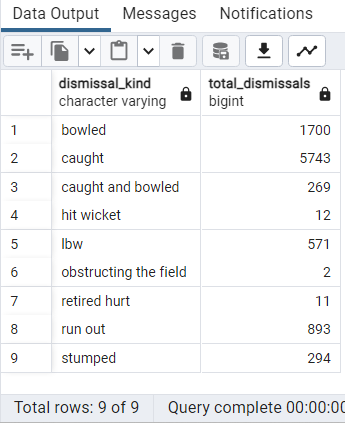 Data Output Messages Notifications
dismissal_kind total_dismissals
character varying bigint
1 bowled 1700
2 caught 5743
3 caught and bowled 269
4 hit wicket 12
5 lbw 571
6 obstructing the field 2
7 retired hurt 11
8 run out 893
9 stumped 294
Total rows: 9 of 9 Query complete 00:00:00